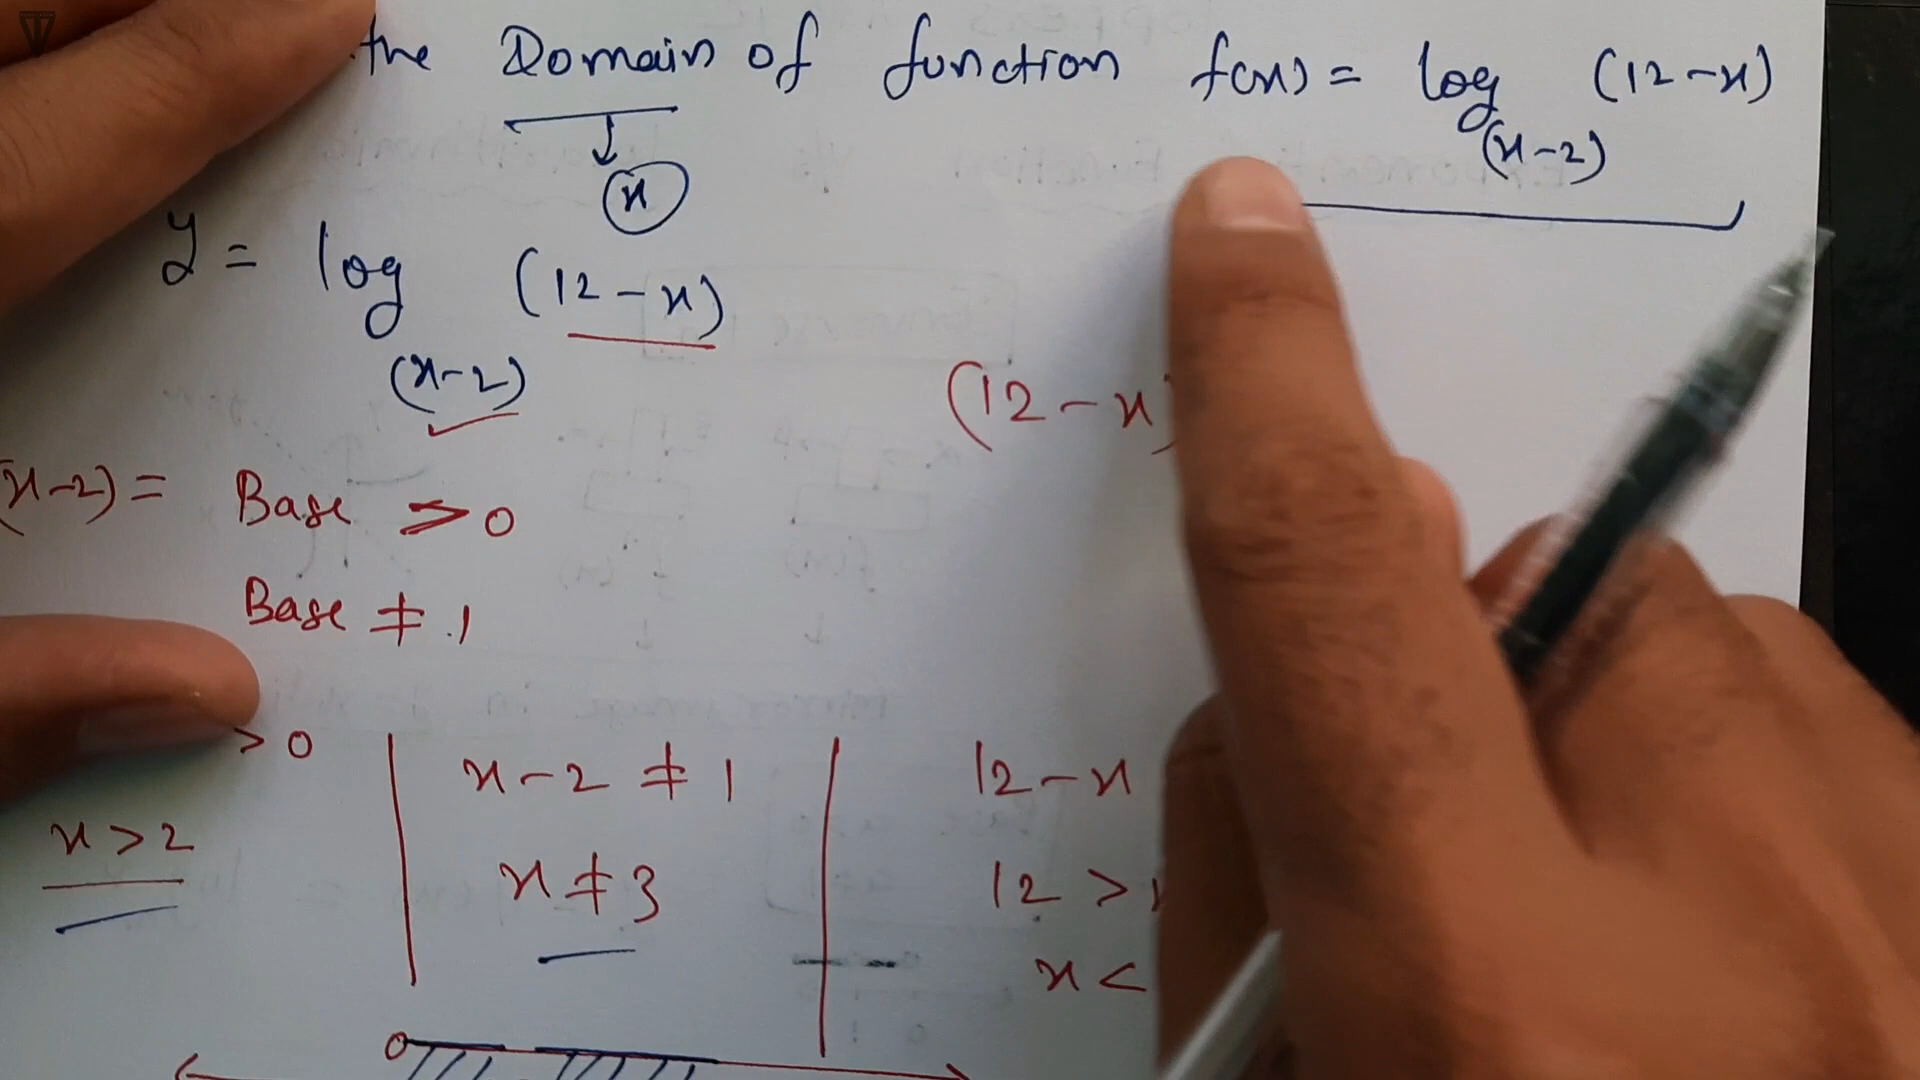 the Domain of function f(x) = log (x-2) (12-x)
x
y = log (x-2) (12-x)
(12-x)
(x-2) = Base > 0
Base ≠ 1
> 0
x-2 ≠ 1
12-x
x > 2
x ≠ 3
12 >
x <